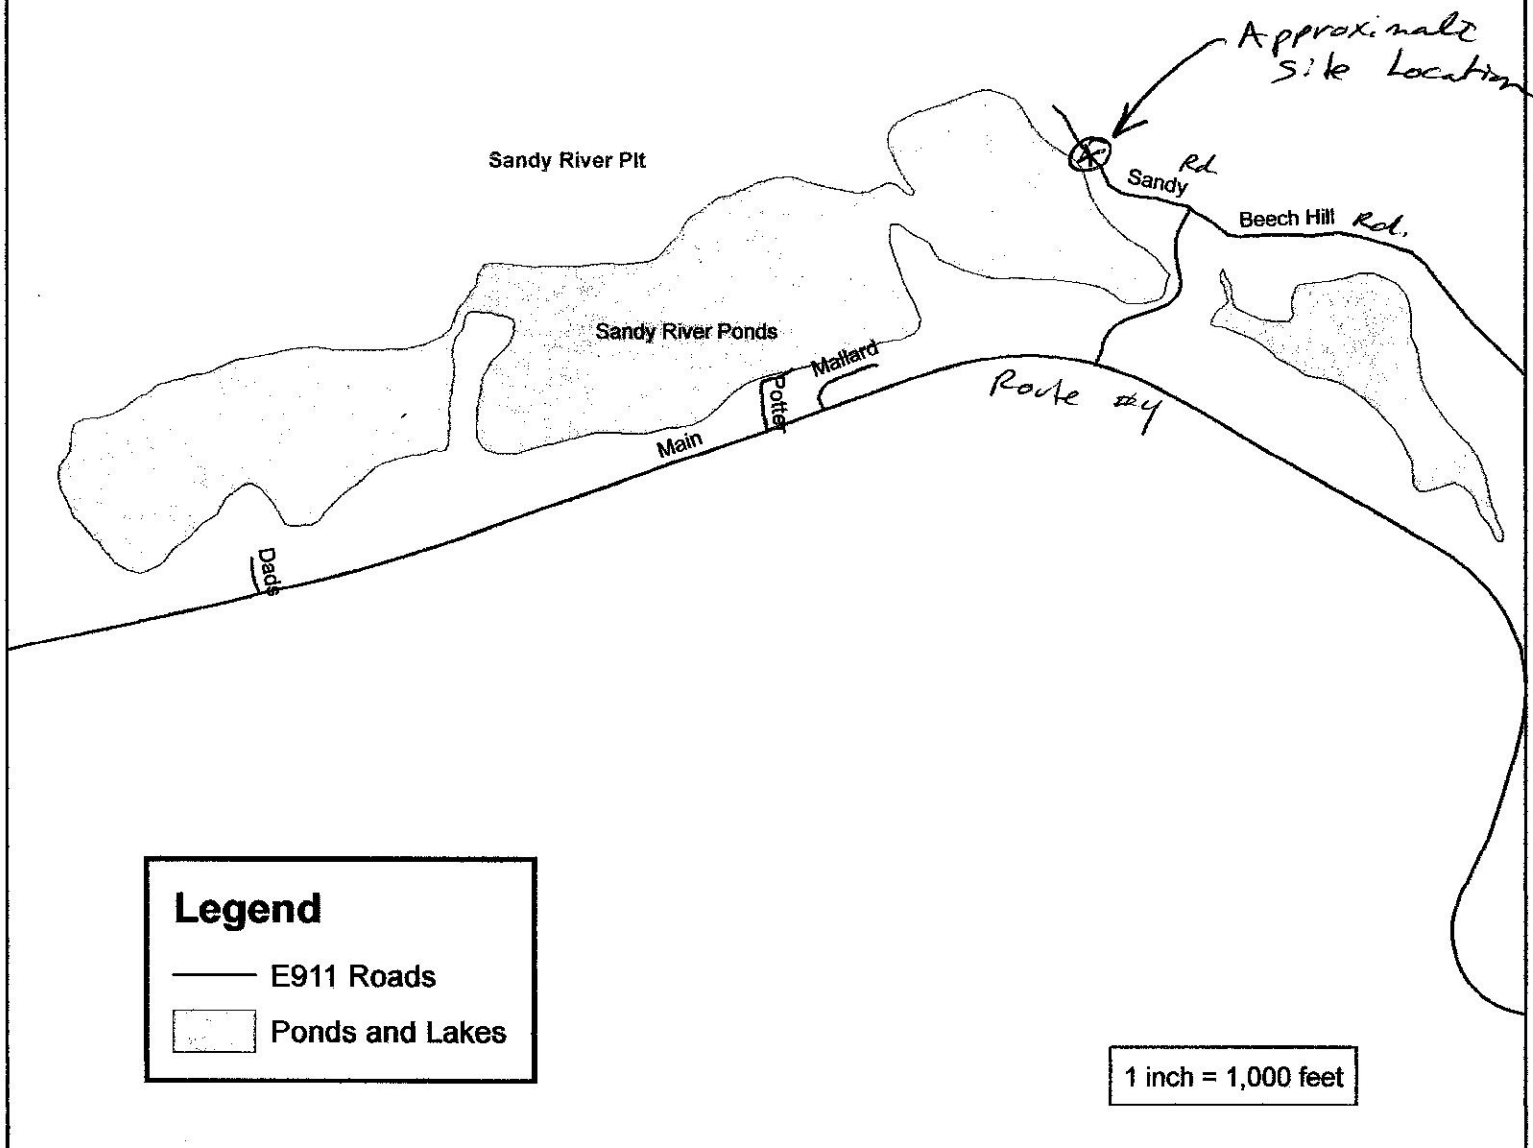 Approximate
Site Location
Sandy River Plt
Sandy Rd
Beech Hill Rd.
Sandy River Ponds
Mallard
Potter
Route #4
Main
Dads
Legend
E911 Roads
Ponds and Lakes
1 inch = 1,000 feet